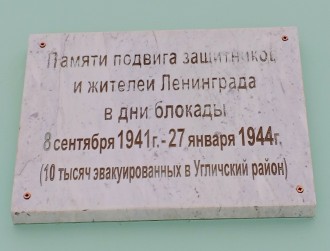 Памяти подвига защитников
и жителей Ленинграда
в дни блокады
8 сентября 1941г.- 27 января 1944г.
(10 тысяч эвакуированных в Угличский район)